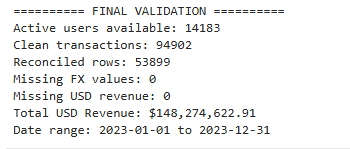 ========== FINAL VALIDATION ==========
Active users available: 14183
Clean transactions: 94902
Reconciled rows: 53899
Missing FX values: 0
Missing USD revenue: 0
Total USD Revenue: $148,274,622.91
Date range: 2023-01-01 to 2023-12-31